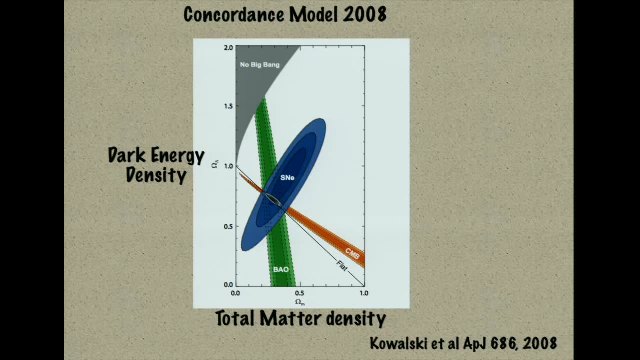 Concordance Model 2008
2.0
No Big Bang
1.5
Dark Energy
Density
1.0
Ω_Λ
SNe
0.5
CMB
Flat
BAO
0.0
0.0 0.5 1.0
Ω_m
Total Matter density
Kowalski et al ApJ 686, 2008